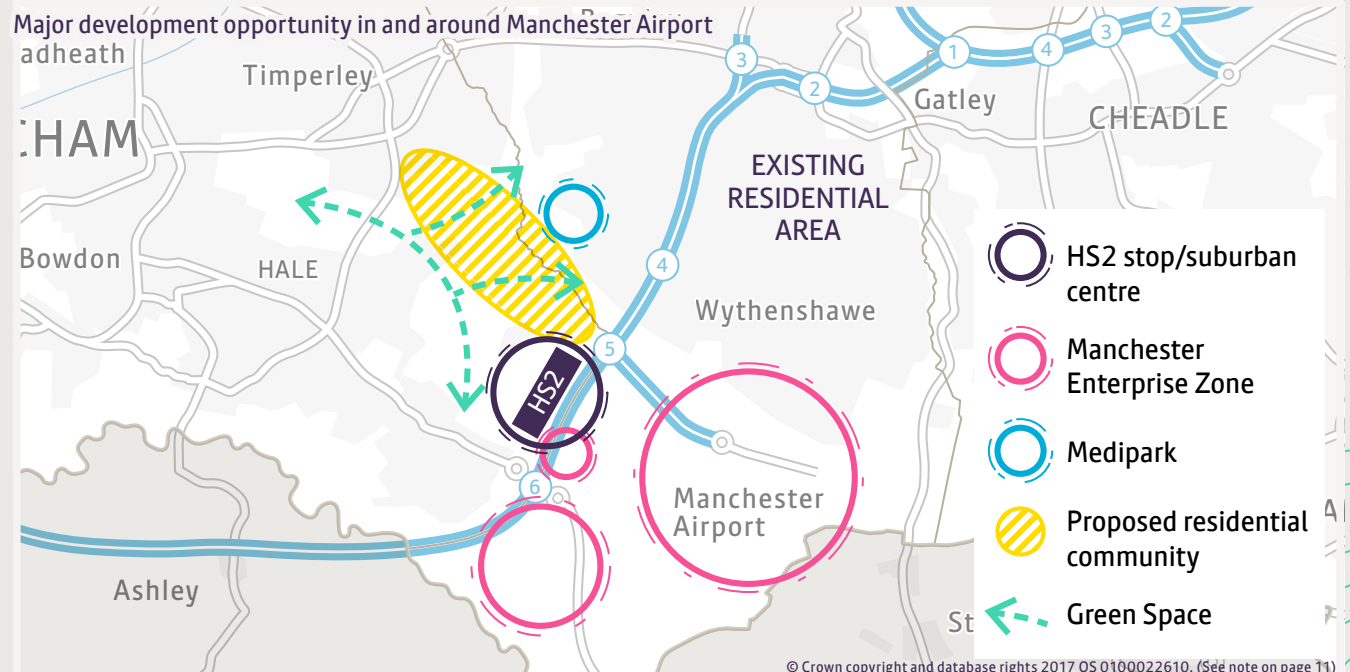 Major development opportunity in and around Manchester Airport
adheath
Timperley
CHAM
Bowdon
HALE
Gatley
CHEADLE
3
2
1
4
3
2
EXISTING
RESIDENTIAL
AREA
4
Wythenshawe
5
HS2
6
Manchester
Airport
Ashley
St
HS2 stop/suburban
centre
Manchester
Enterprise Zone
Medipark
Proposed residential
community
Green Space
© Crown copyright and database rights 2017 OS 0100022610. (See note on page 11)